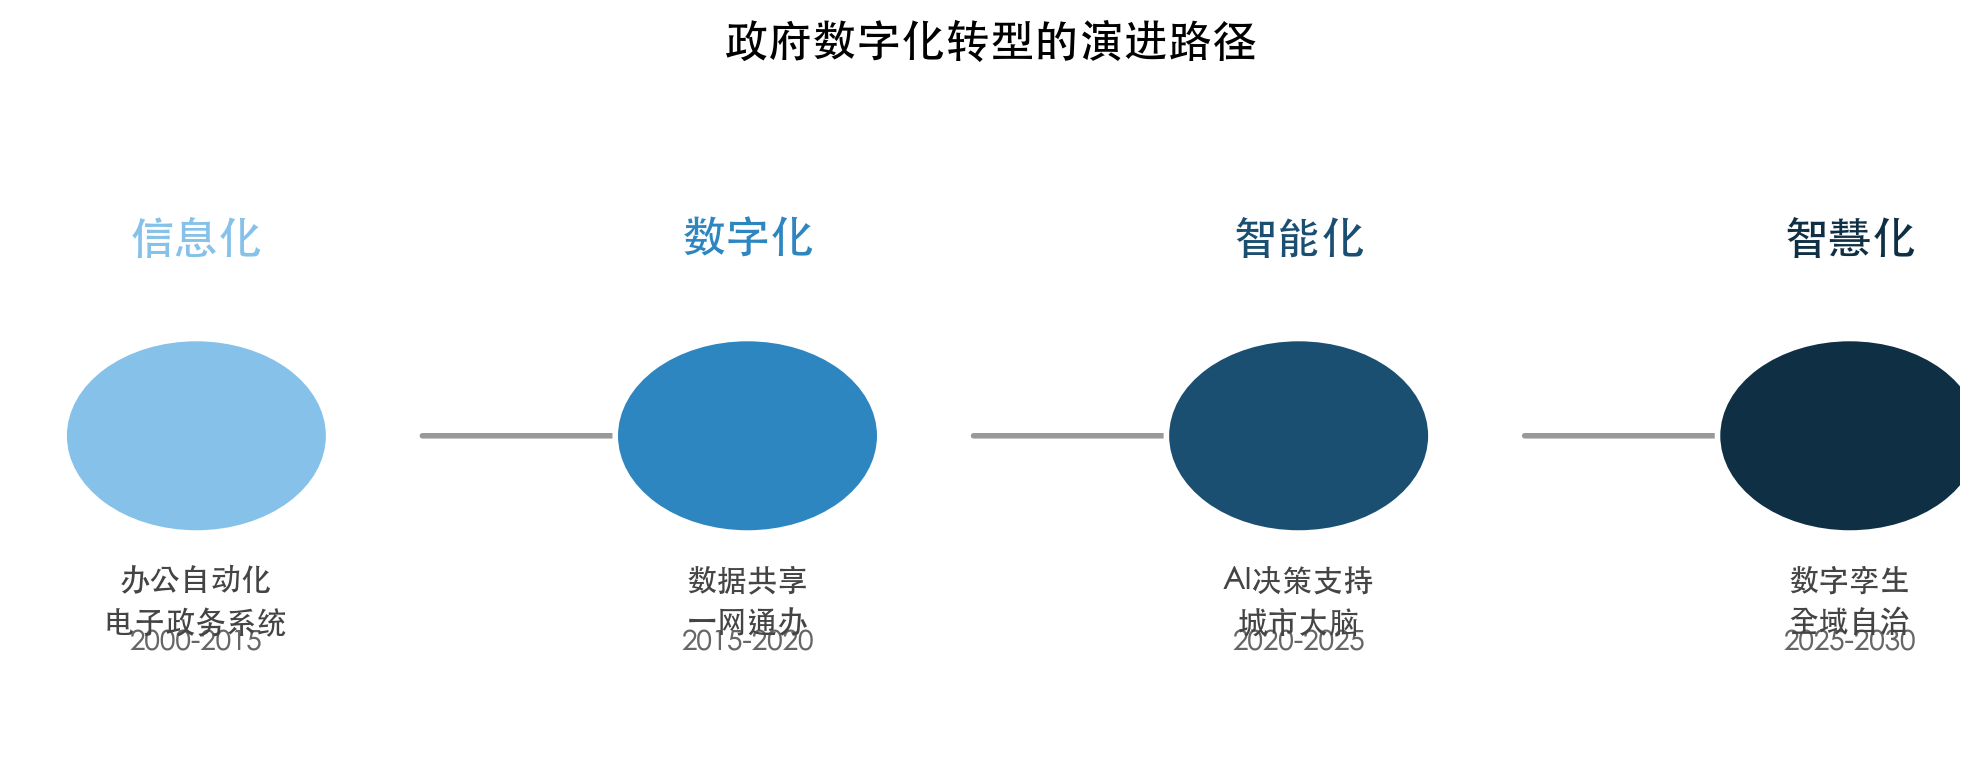 政府数字化转型的演进路径
信息化
数字化
智能化
智慧化
办公自动化
电子政务系统
2000-2015
数据共享
一网通办
2015-2020
AI决策支持
城市大脑
2020-2025
数字孪生
全域自治
2025-2030